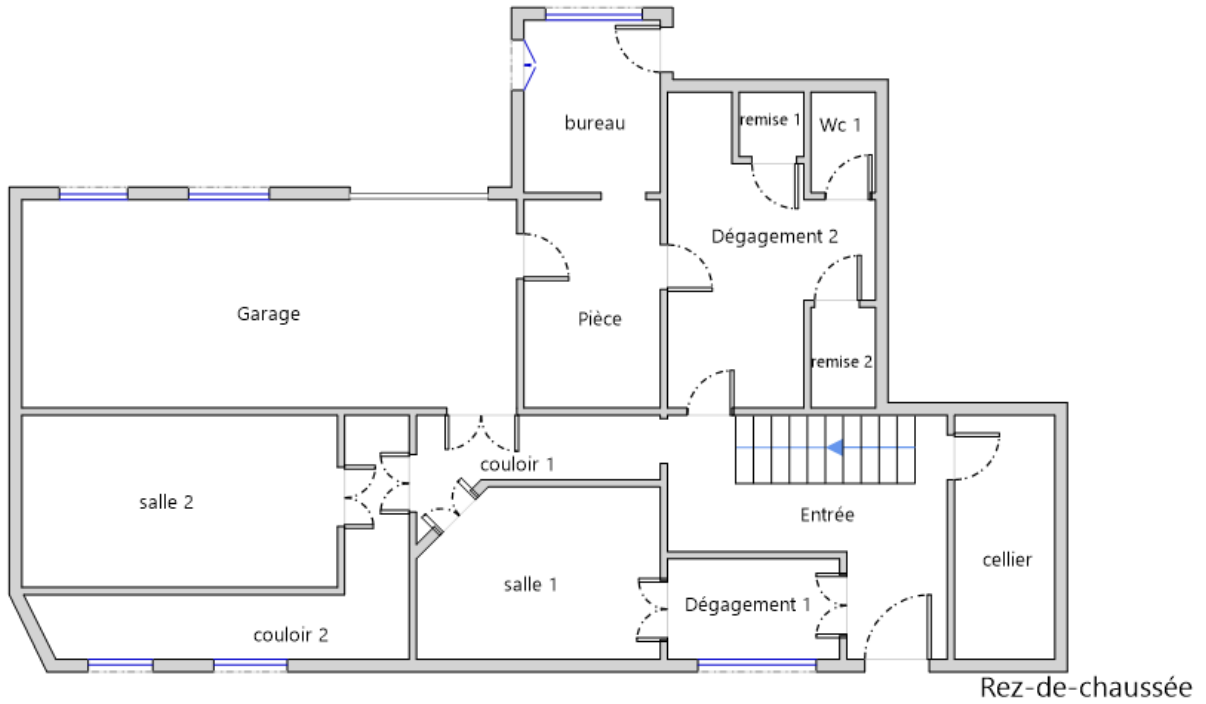 bureau
remise 1
Wc 1
Dégagement 2
Garage
Pièce
remise 2
couloir 1
salle 2
Entrée
cellier
salle 1
Dégagement 1
couloir 2
Rez-de-chaussée